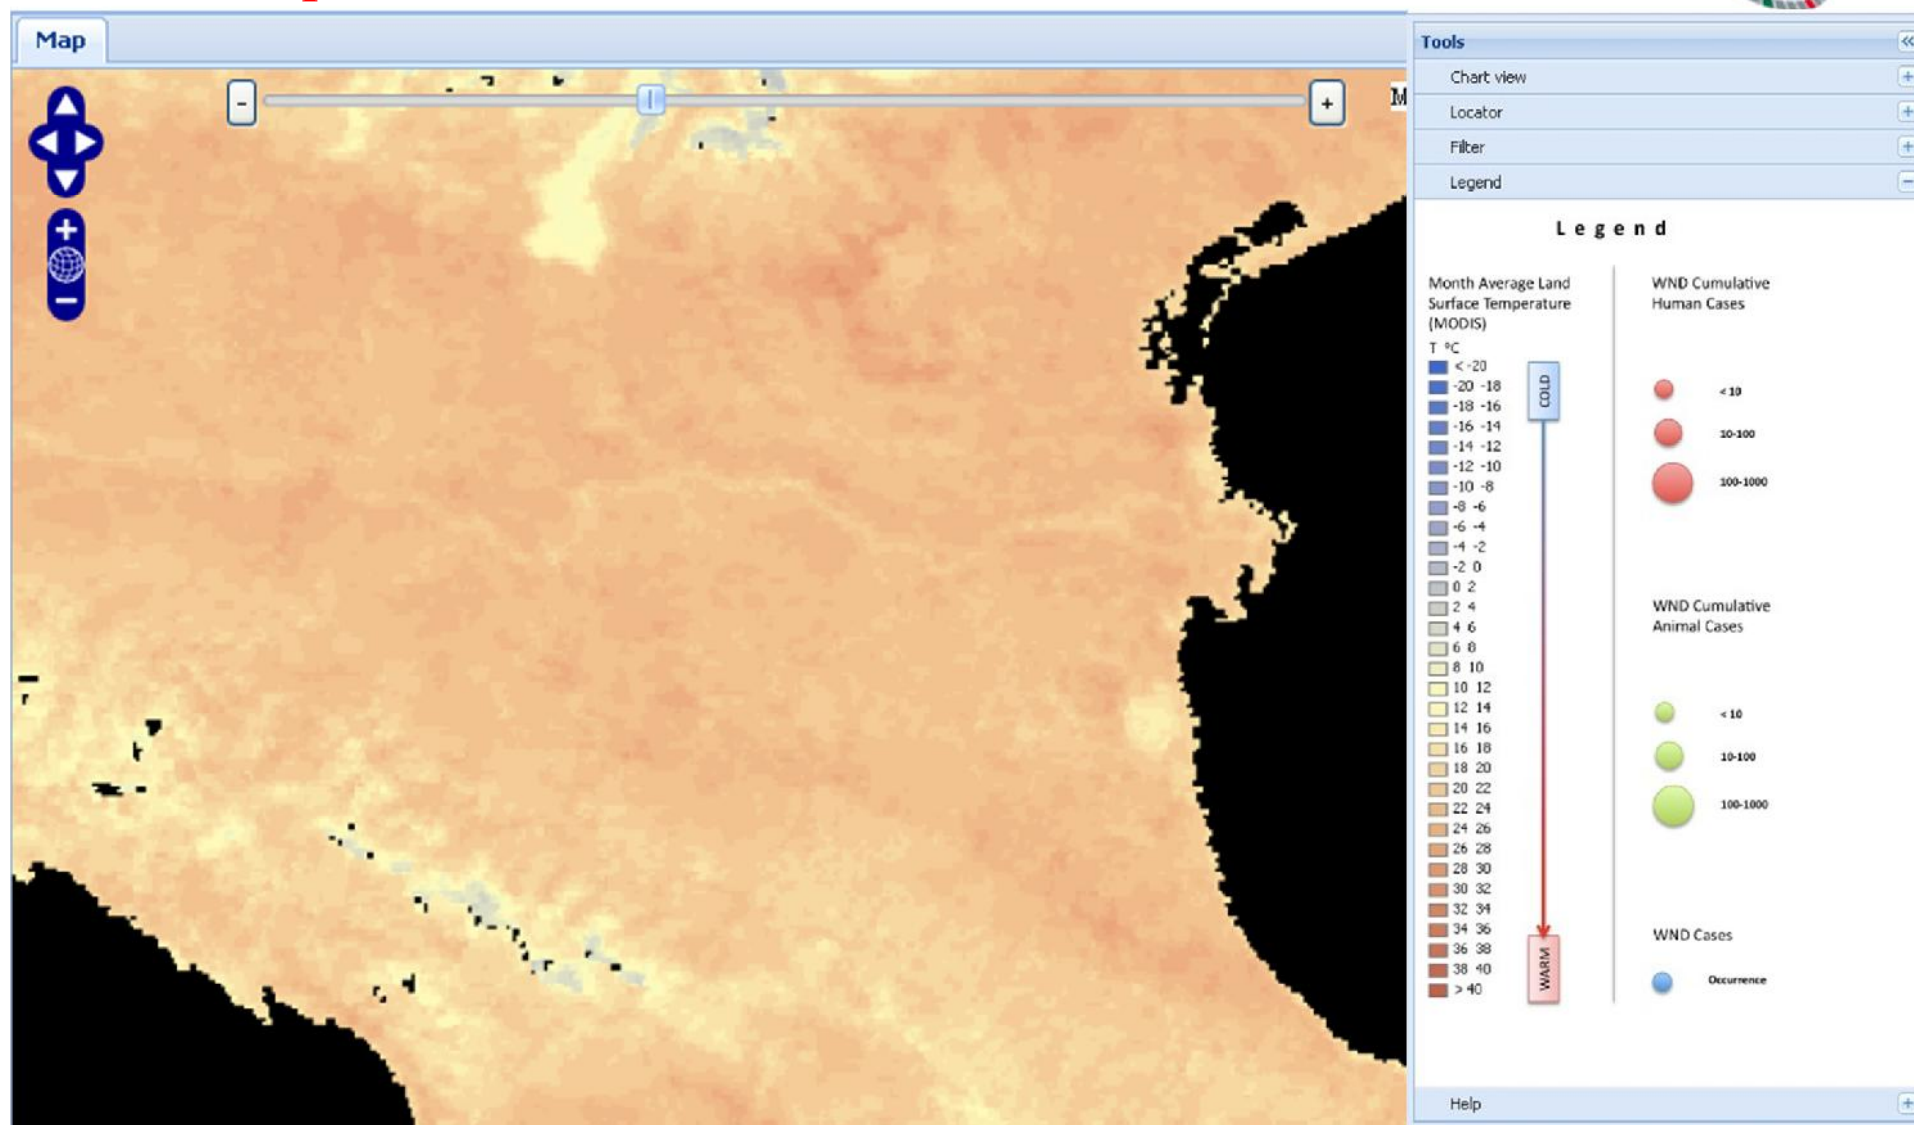 Map
-
+
M
Tools
Chart view
Locator
Filter
Legend
Legend
Month Average Land
Surface Temperature
(MODIS)
T ºC
< -20
-20 -18
-18 -16
-16 -14
-14 -12
-12 -10
-10 -8
-8 -6
-6 -4
-4 -2
-2 0
0 2
2 4
4 6
6 8
8 10
10 12
12 14
14 16
16 18
18 20
20 22
22 24
24 26
26 28
28 30
30 32
32 34
34 36
36 38
38 40
> 40
COLD
WARM
WND Cumulative
Human Cases
< 10
10-100
100-1000
WND Cumulative
Animal Cases
< 10
10-100
100-1000
WND Cases
Occurrence
Help